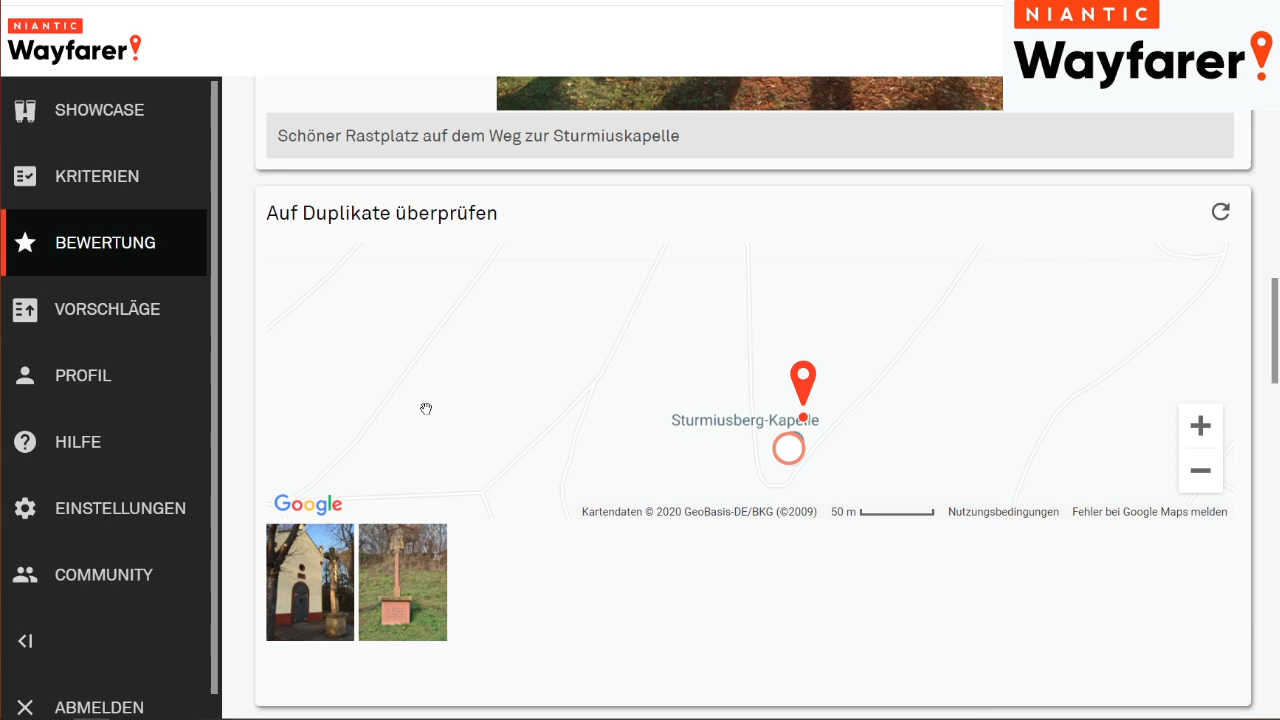 NIANTIC
Wayfarer
NIANTIC
Wayfarer
SHOWCASE
KRITERIEN
BEWERTUNG
VORSCHLÄGE
PROFIL
HILFE
EINSTELLUNGEN
COMMUNITY
ABMELDEN
Schöner Rastplatz auf dem Weg zur Sturmiuskapelle
Auf Duplikate überprüfen
Sturmiusberg-Kapelle
Google
Kartendaten © 2020 GeoBasis-DE/BKG (©2009) 50 m Nutzungsbedingungen Fehler bei Google Maps melden